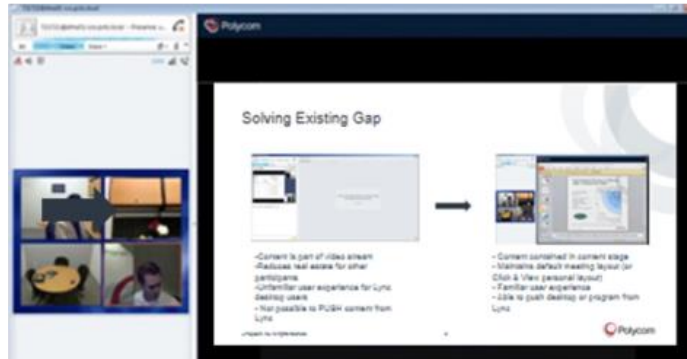 Polycom
Solving Existing Gap
-Content is part of video stream
-Reduces real estate for other
participants
-Unfamiliar user experience for Lync
desktop users
- Not possible to PUSH content from
Lync
- Content contained in content stage
- Maintains default meeting layout (or
Click & View personal layout)
- Familiar user experience
- Able to push desktop or program from
Lync
Polycom